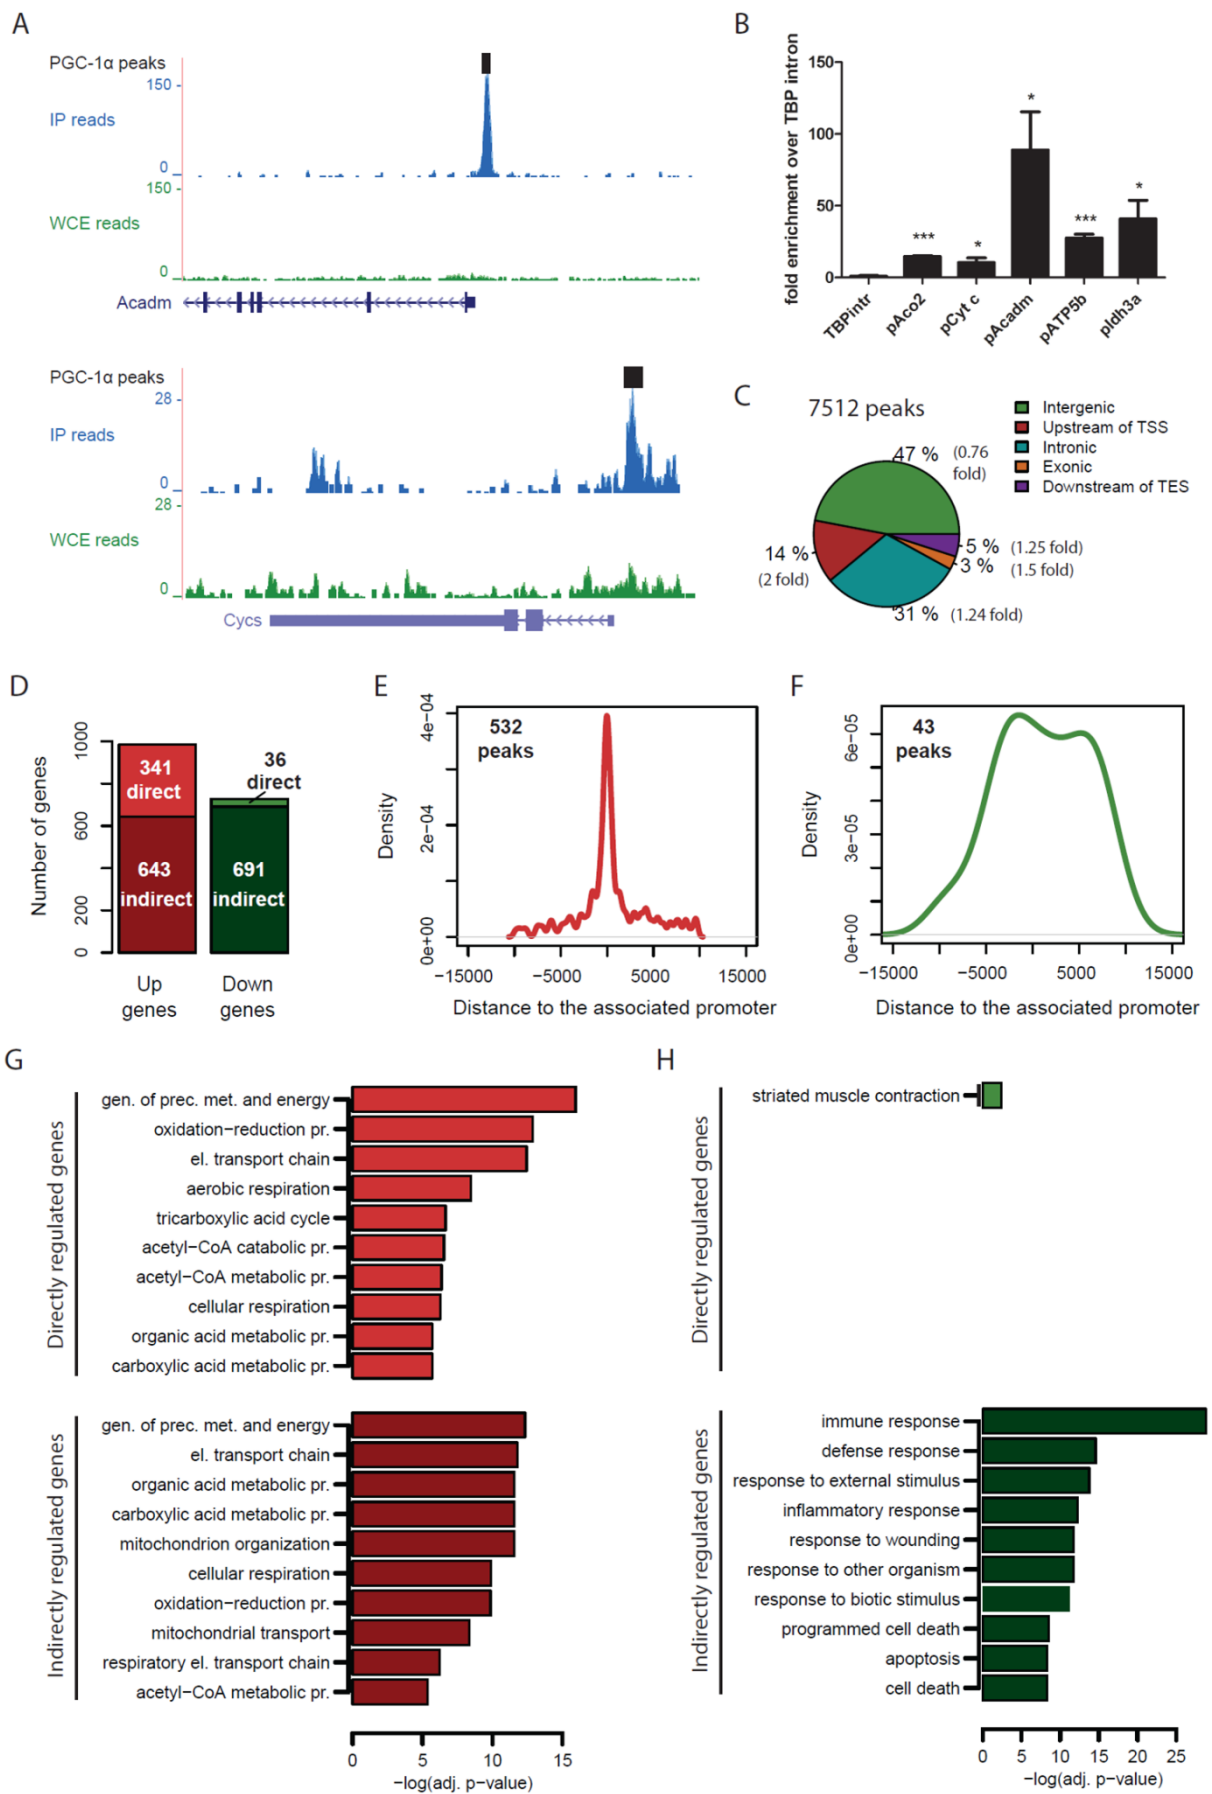 A
PGC-1α peaks
150
IP reads
0
150
WCE reads
0
Acadm
PGC-1α peaks
28
IP reads
0
28
WCE reads
0
Cycs
B
fold enrichment over TBP intron
150
100
50
0
*
***
*
***
*
TBPintr
pAco2
pCyt c
pAcadm
pATP5b
pIdh3a
C
7512 peaks
Intergenic
Upstream of TSS
Intronic
Exonic
Downstream of TES
47 % (0.76 fold)
14 % (2 fold)
5 % (1.25 fold)
3 % (1.5 fold)
31 % (1.24 fold)
D
Number of genes
1000
600
200
0
341 direct
643 indirect
36 direct
691 indirect
Up genes
Down genes
E
532 peaks
Density
4e−04
2e−04
0e+00
−15000 −5000 5000 15000
Distance to the associated promoter
F
43 peaks
Density
6e−05
3e−05
0e+00
−15000 −5000 5000 15000
Distance to the associated promoter
G
Directly regulated genes
gen. of prec. met. and energy
oxidation−reduction pr.
el. transport chain
aerobic respiration
tricarboxylic acid cycle
acetyl−CoA catabolic pr.
acetyl−CoA metabolic pr.
cellular respiration
organic acid metabolic pr.
carboxylic acid metabolic pr.
Indirectly regulated genes
gen. of prec. met. and energy
el. transport chain
organic acid metabolic pr.
carboxylic acid metabolic pr.
mitochondrion organization
cellular respiration
oxidation−reduction pr.
mitochondrial transport
respiratory el. transport chain
acetyl−CoA metabolic pr.
0 5 10 15
−log(adj. p−value)
H
Directly regulated genes
striated muscle contraction
Indirectly regulated genes
immune response
defense response
response to external stimulus
inflammatory response
response to wounding
response to other organism
response to biotic stimulus
programmed cell death
apoptosis
cell death
0 5 10 15 20 25
−log(adj. p−value)